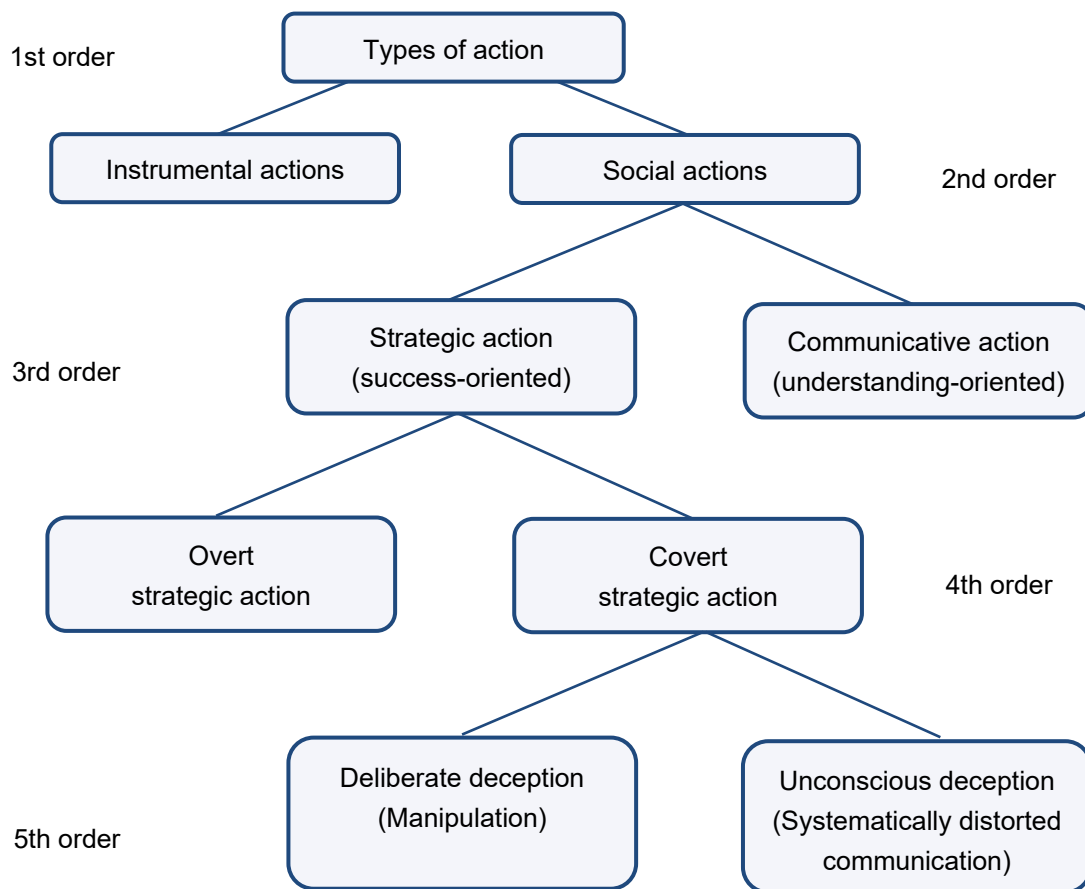 1st order
Types of action
Instrumental actions
Social actions
2nd order
3rd order
Strategic action
(success-oriented)
Communicative action
(understanding-oriented)
Overt
strategic action
Covert
strategic action
4th order
5th order
Deliberate deception
(Manipulation)
Unconscious deception
(Systematically distorted
communication)